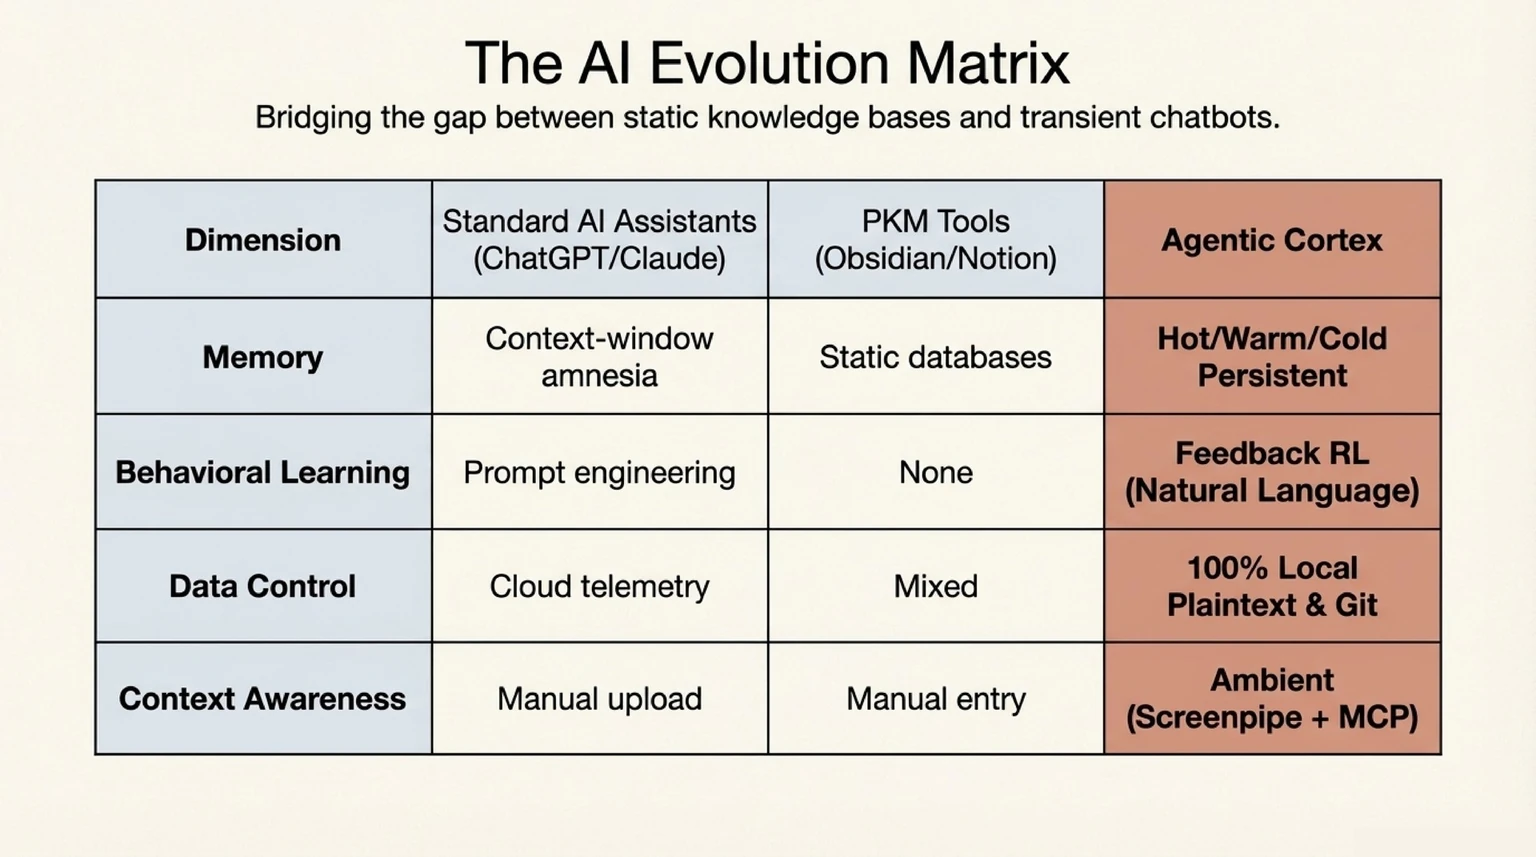 The AI Evolution Matrix
Bridging the gap between static knowledge bases and transient chatbots.
Dimension
Standard AI Assistants
(ChatGPT/Claude)
PKM Tools
(Obsidian/Notion)
Agentic Cortex
Memory
Context-window
amnesia
Static databases
Hot/Warm/Cold
Persistent
Behavioral Learning
Prompt engineering
None
Feedback RL
(Natural Language)
Data Control
Cloud telemetry
Mixed
100% Local
Plaintext & Git
Context Awareness
Manual upload
Manual entry
Ambient
(Screenpipe + MCP)